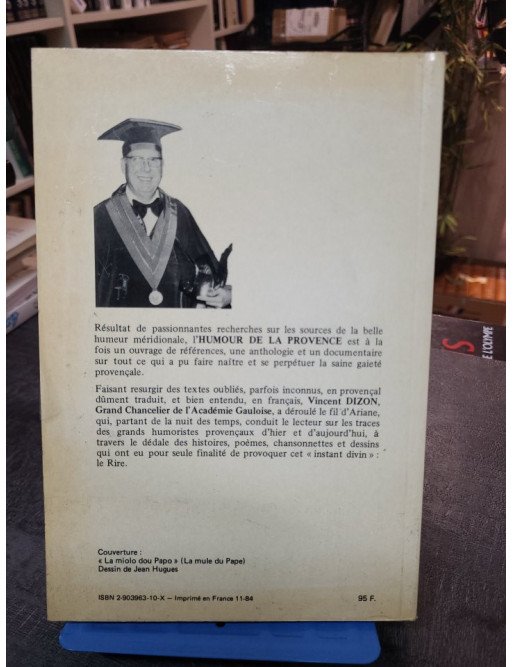 Résultat de passionnantes recherches sur les sources de la belle
humeur méridionale, l'HUMOUR DE LA PROVENCE est à la
fois un ouvrage de références, une anthologie et un documentaire
sur tout ce qui a pu faire naître et se perpétuer la saine gaieté
provençale.
Faisant resurgir des textes oubliés, parfois inconnus, en provençal
dûment traduit, et bien entendu, en français, Vincent DIZON,
Grand Chancelier de l'Académie Gauloise, a déroulé le fil d'Ariane,
qui, partant de la nuit des temps, conduit le lecteur sur les traces
des grands humoristes provençaux d'hier et d'aujourd'hui, à
travers le dédale des histoires, poèmes, chansonnettes et dessins
qui ont eu pour seule finalité de provoquer cet « instant divin » :
le Rire.
Couverture :
« La miolo dou Papo » (La mule du Pape)
Dessin de Jean Hugues
ISBN 2-903963-10-X — Imprimé en France 11-84
95 F.
S
E L'OLYMPE